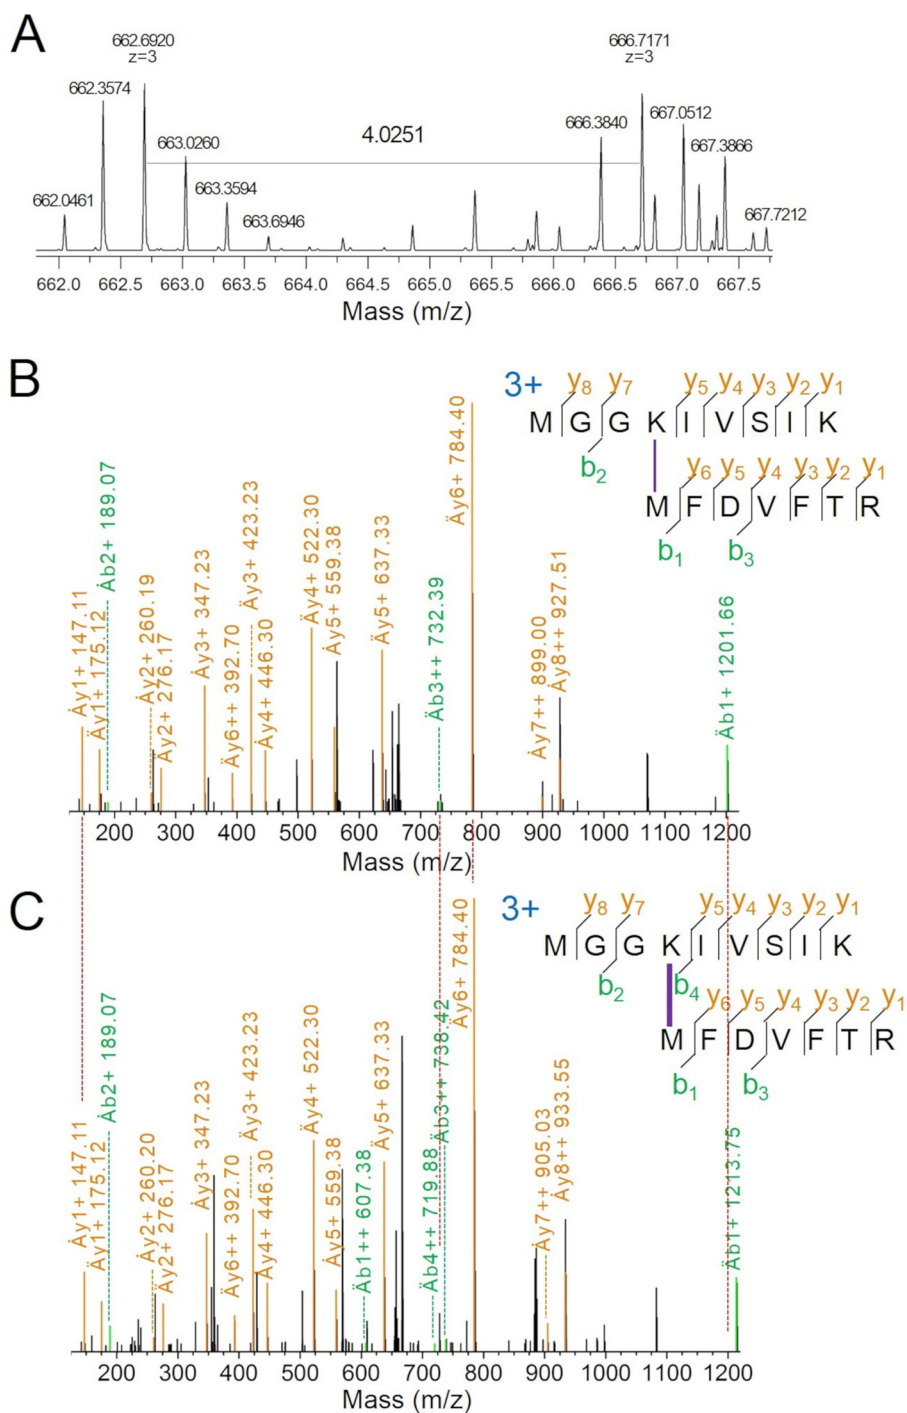 A
662.6920
z=3
666.7171
z=3
662.3574
667.0512
666.3840
4.0251
663.0260
667.3866
663.3594
662.0461
663.6946
667.7212
662.0 662.5 663.0 663.5 664.0 664.5 665.0 665.5 666.0 666.5 667.0 667.5
Mass (m/z)
B
3+
y8 y7 y5 y4 y3 y2 y1
M G G K I V S I K
b2
y6 y5 y4 y3 y2 y1
M F D V F T R
b1 b3
Äy1+ 147.11
Äy1+ 175.12
Äb2+ 189.07
Äy2+ 260.19
Äy2+ 276.17
Äy3+ 347.23
Äy6++ 392.70
Äy3+ 423.23
Äy4+ 446.30
Äy4+ 522.30
Äy5+ 559.38
Äy5+ 637.33
Äb3++ 732.39
Äy6+ 784.40
Äy7++ 899.00
Äy8++ 927.51
Äb1+ 1201.66
200 300 400 500 600 700 800 900 1000 1100 1200
Mass (m/z)
C
3+
y8 y7 y5 y4 y3 y2 y1
M G G K I V S I K
b2 b4
y6 y5 y4 y3 y2 y1
M F D V F T R
b1 b3
Äy1+ 147.11
Äy1+ 175.12
Äb2+ 189.07
Äy2+ 260.20
Äy2+ 276.17
Äy3+ 347.23
Äy6++ 392.70
Äy3+ 423.23
Äy4+ 446.30
Äy4+ 522.30
Äy5+ 559.38
Äb1++ 607.38
Äy5+ 637.33
Äb4++ 719.88
Äb3++ 738.42
Äy6+ 784.40
Äy7++ 905.03
Äy8++ 933.55
Äb1+ 1213.75
200 300 400 500 600 700 800 900 1000 1100 1200
Mass (m/z)